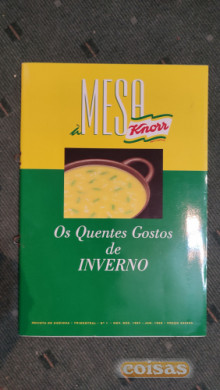 à MESA
Knorr
Os Quentes Gostos
de
INVERNO
coisas